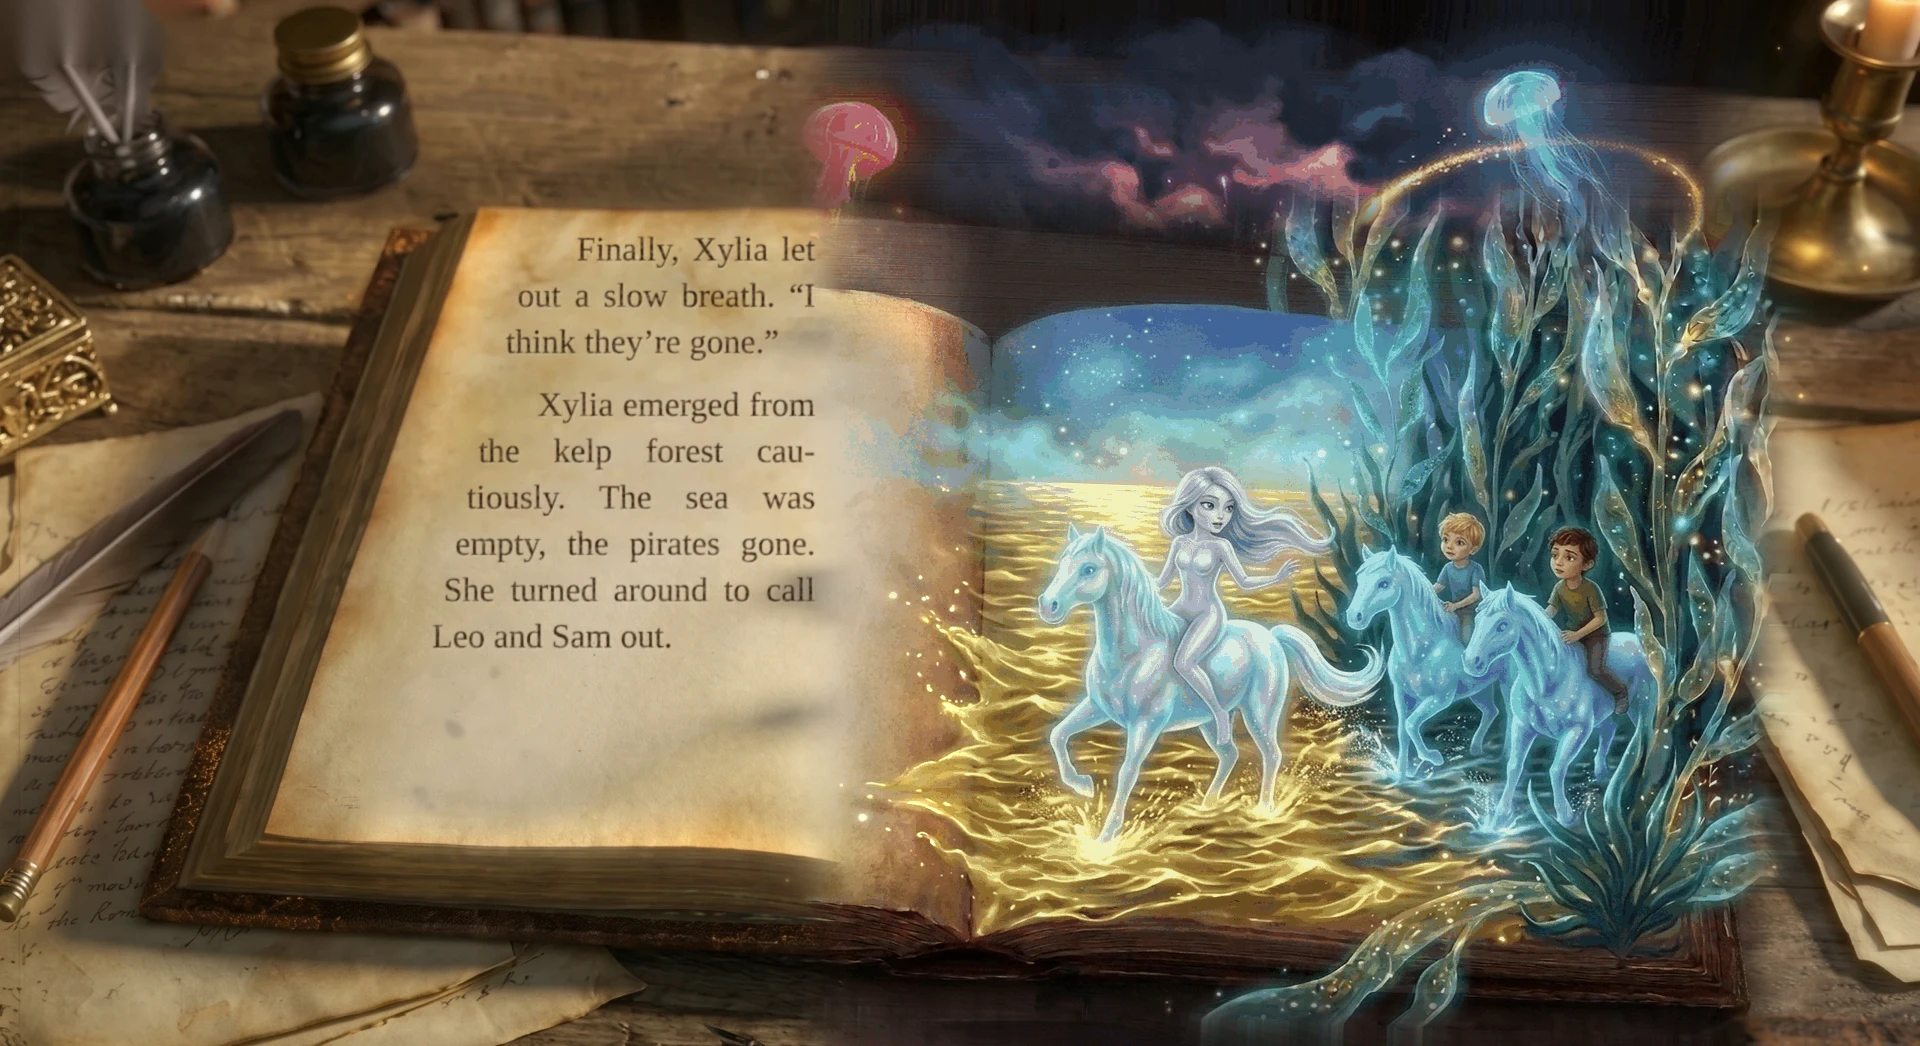 Finally, Xylia let
out a slow breath. “I
think they’re gone.”
Xylia emerged from
the kelp forest cau-
tiously. The sea was
empty, the pirates gone.
She turned around to call
Leo and Sam out.